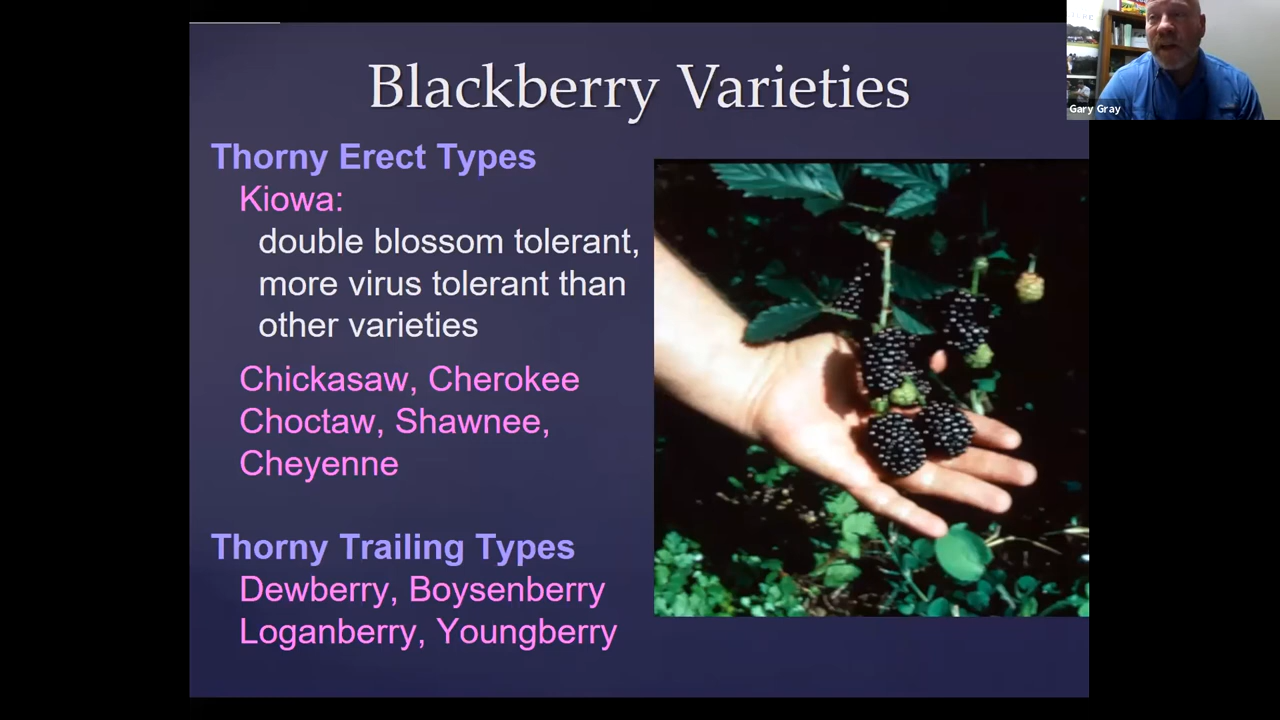 Blackberry Varieties
Gary Gray
Thorny Erect Types
Kiowa:
double blossom tolerant,
more virus tolerant than
other varieties
Chickasaw, Cherokee
Choctaw, Shawnee,
Cheyenne
Thorny Trailing Types
Dewberry, Boysenberry
Loganberry, Youngberry